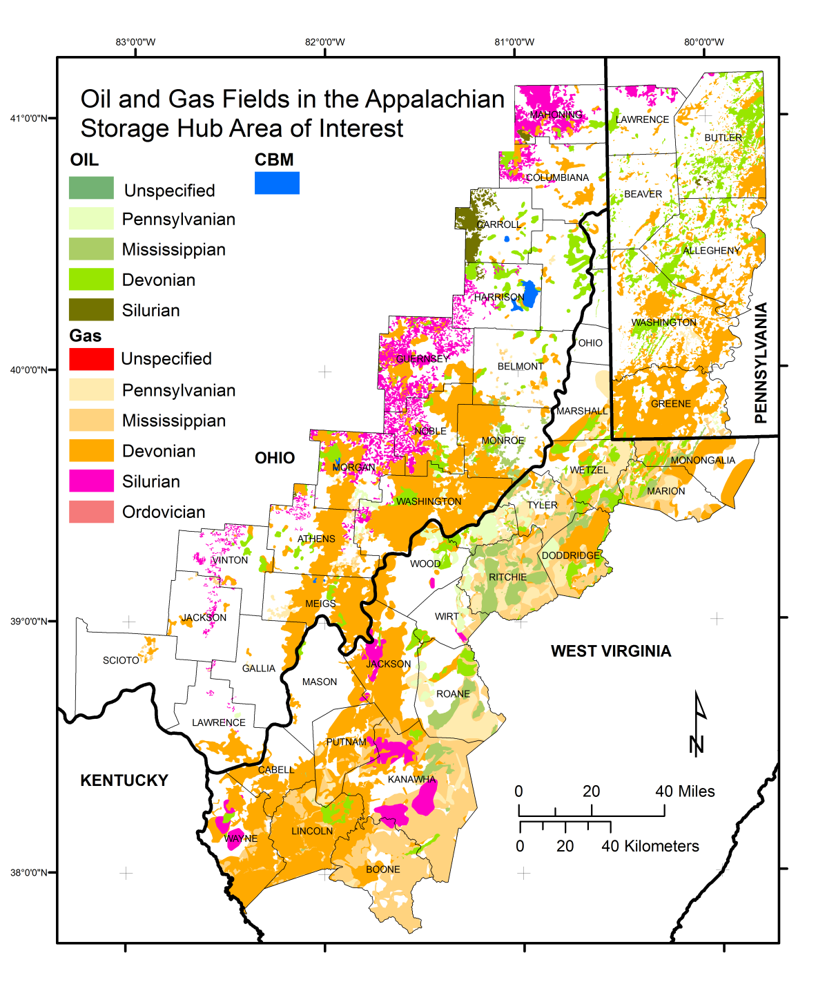 83°0'0"W 82°0'0"W 81°0'0"W 80°0'0"W
Oil and Gas Fields in the Appalachian
Storage Hub Area of Interest
41°0'0"N
40°0'0"N
39°0'0"N
38°0'0"N
OIL
Unspecified
Pennsylvanian
Mississippian
Devonian
Silurian
CBM
Gas
Unspecified
Pennsylvanian
Mississippian
Devonian
Silurian
Ordovician
MAHONING
LAWRENCE
BUTLER
COLUMBIANA
BEAVER
CARROLL
ALLEGHENY
HARRISON
WASHINGTON
OHIO
GUERNSEY
BELMONT
PENNSYLVANIA
GREENE
MARSHALL
NOBLE
MONROE
OHIO
MORGAN
MONONGALIA
WETZEL
MARION
WASHINGTON
TYLER
ATHENS
DODDRIDGE
VINTON
WOOD
RITCHIE
MEIGS
JACKSON
WIRT
WEST VIRGINIA
SCIOTO
GALLIA
JACKSON
MASON
ROANE
LAWRENCE
PUTNAM
N
CABELL
KANAWHA
KENTUCKY
LINCOLN
WAYNE
BOONE
0 20 40 Miles
0 20 40 Kilometers